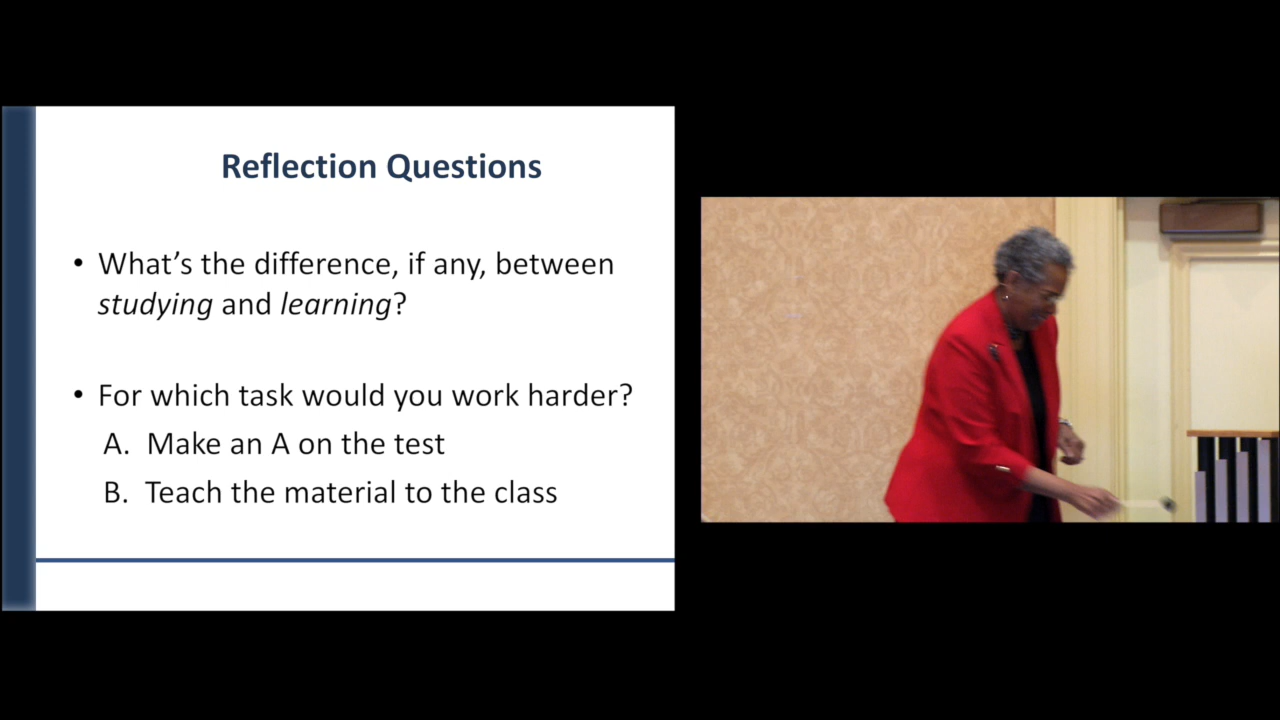 Reflection Questions
• What’s the difference, if any, between
studying and learning?
• For which task would you work harder?
A. Make an A on the test
B. Teach the material to the class